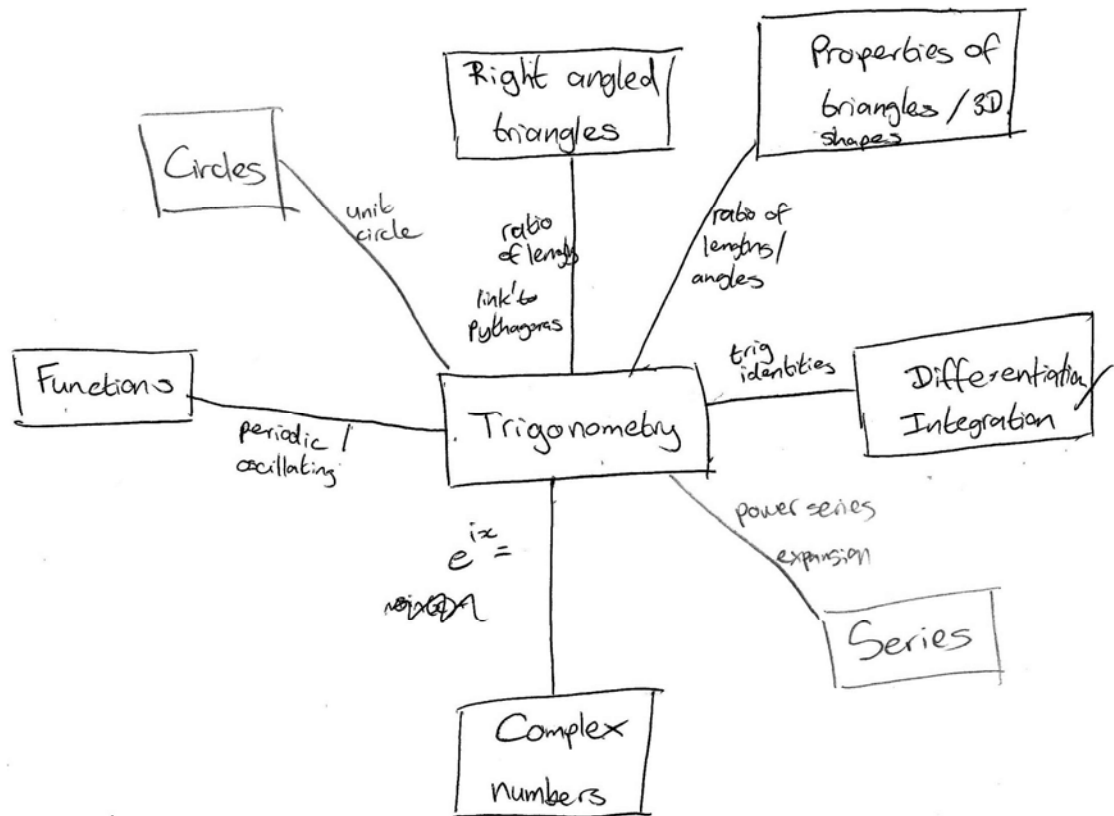 Right angled
triangles
Properties of
triangles / 3D
shapes
Circles
unit
circle
ratio
of lengths
link to
Pythagoras
ratio of
lengths/
angles
Functions
periodic /
oscillating
Trigonometry
trig
identities
Differentiation /
Integration
e^ix =
power series
expansion
Series
Complex
numbers